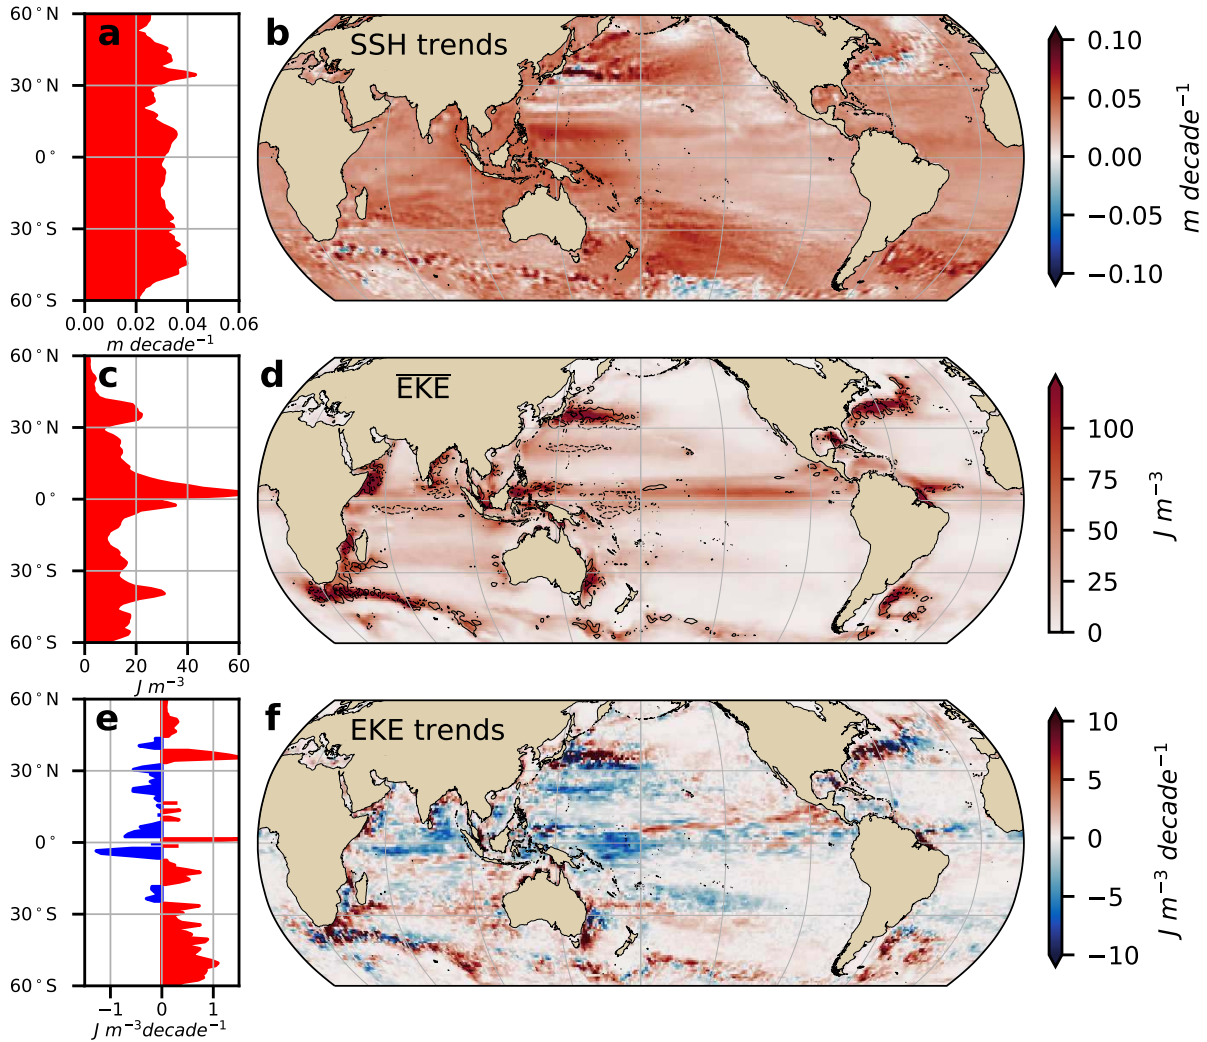 a
60°N
30°N
0°
30°S
60°S
0.00 0.02 0.04 0.06
m decade⁻¹
b
SSH trends
0.10
0.05
0.00
−0.05
−0.10
m decade⁻¹
c
60°N
30°N
0°
30°S
60°S
0 20 40 60
J m⁻³
d
EKE
100
75
50
25
0
J m⁻³
e
60°N
30°N
0°
30°S
60°S
−1 0 1
J m⁻³decade⁻¹
f
EKE trends
10
5
0
−5
−10
J m⁻³ decade⁻¹